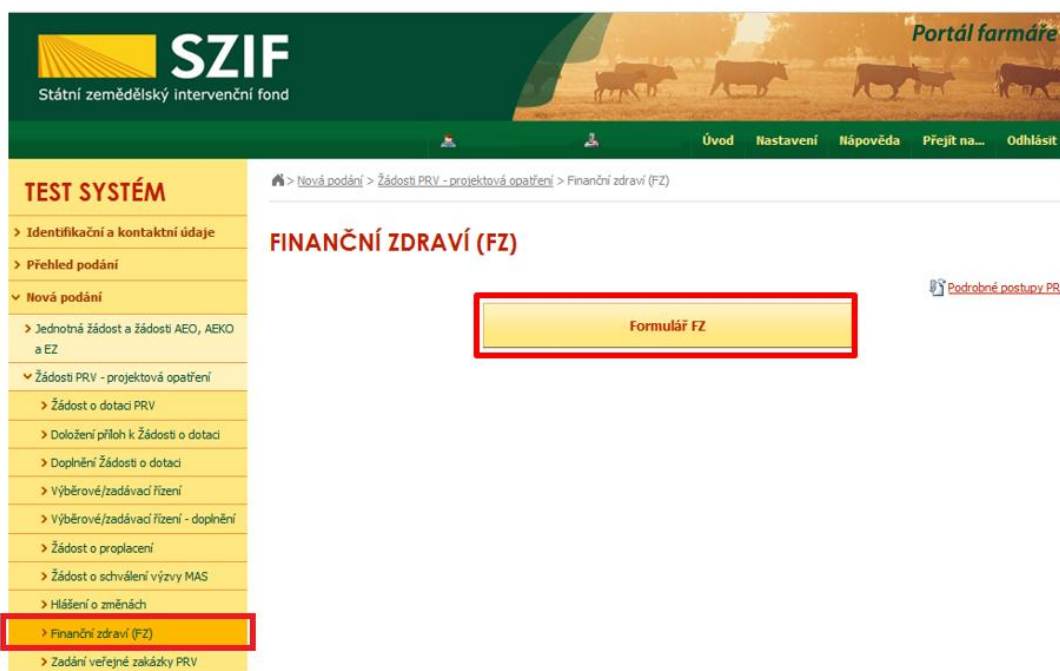 SZIF
Státní zemědělský intervenční fond
Portál farmáře
Úvod Nastavení Nápověda Přejít na... Odhlásit
TEST SYSTÉM
> Nová podání > Žádosti PRV - projektová opatření > Finanční zdraví (FZ)
Identifikační a kontaktní údaje
Přehled podání
Nová podání
Jednotná žádost a žádosti AEO, AEKO
a EZ
Žádosti PRV - projektová opatření
Žádost o dotaci PRV
Doložení příloh k Žádosti o dotaci
Doplnění Žádosti o dotaci
Výběrové/zadávací řízení
Výběrové/zadávací řízení - doplnění
Žádost o proplacení
Žádost o schválení výzvy MAS
Hlášení o změnách
Finanční zdraví (FZ)
Zadání veřejné zakázky PRV
FINANČNÍ ZDRAVÍ (FZ)
Podrobné postupy PR
Formulář FZ